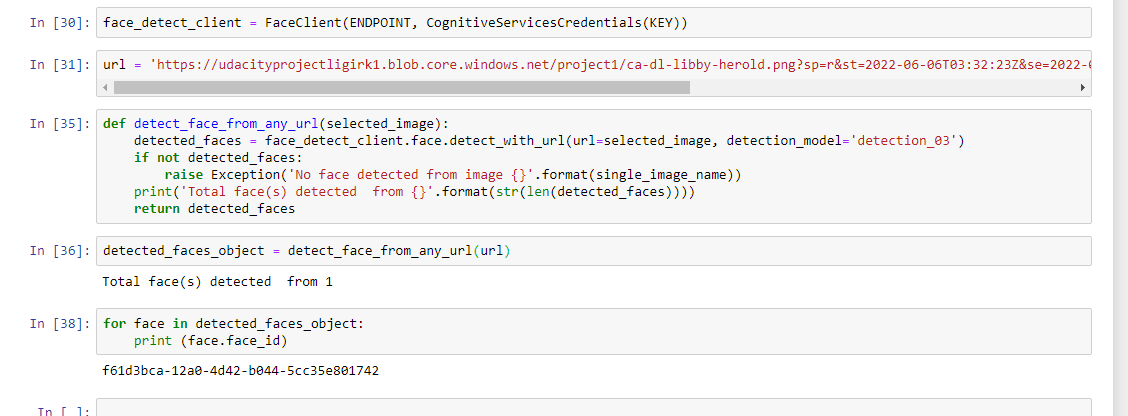 In [30]: face_detect_client = FaceClient(ENDPOINT, CognitiveServicesCredentials(KEY))
In [31]: url = 'https://udacityprojectligirk1.blob.core.windows.net/project1/ca-dl-libby-herold.png?sp=r&st=2022-06-06T03:32:23Z&se=2022-
In [35]: def detect_face_from_any_url(selected_image):
detected_faces = face_detect_client.face.detect_with_url(url=selected_image, detection_model='detection_03')
if not detected_faces:
raise Exception('No face detected from image {}'.format(single_image_name))
print('Total face(s) detected  from {}'.format(str(len(detected_faces))))
return detected_faces
In [36]: detected_faces_object = detect_face_from_any_url(url)
Total face(s) detected  from 1
In [38]: for face in detected_faces_object:
print (face.face_id)
f61d3bca-12a0-4d42-b044-5cc35e801742
In [ ]: